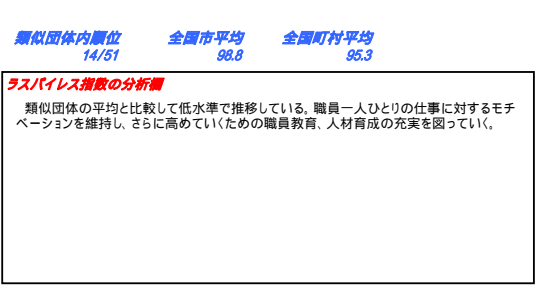 類似団体内順位 全国市平均 全国町村平均
14/51 98.8 95.3
ラスパイレス指数の分析欄
類似団体の平均と比較して低水準で推移している。職員一人ひとりの仕事に対するモチ
ベーションを維持し、さらに高めていくための職員教育、人材育成の充実を図っていく。